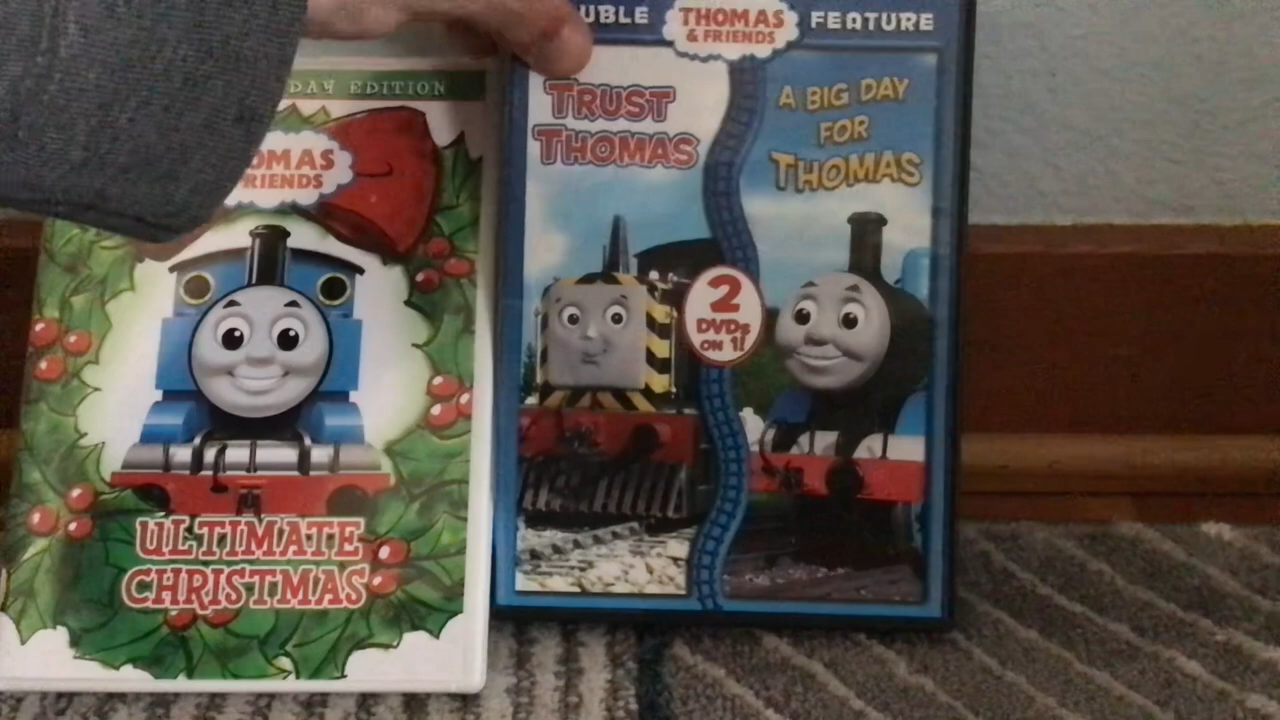 DAY EDITION
OMAS
RIENDS
ULTIMATE
CHRISTMAS
UBLE
THOMAS
& FRIENDS
FEATURE
TRUST
THOMAS
A BIG DAY
FOR
THOMAS
2
DVDs
ON 1!